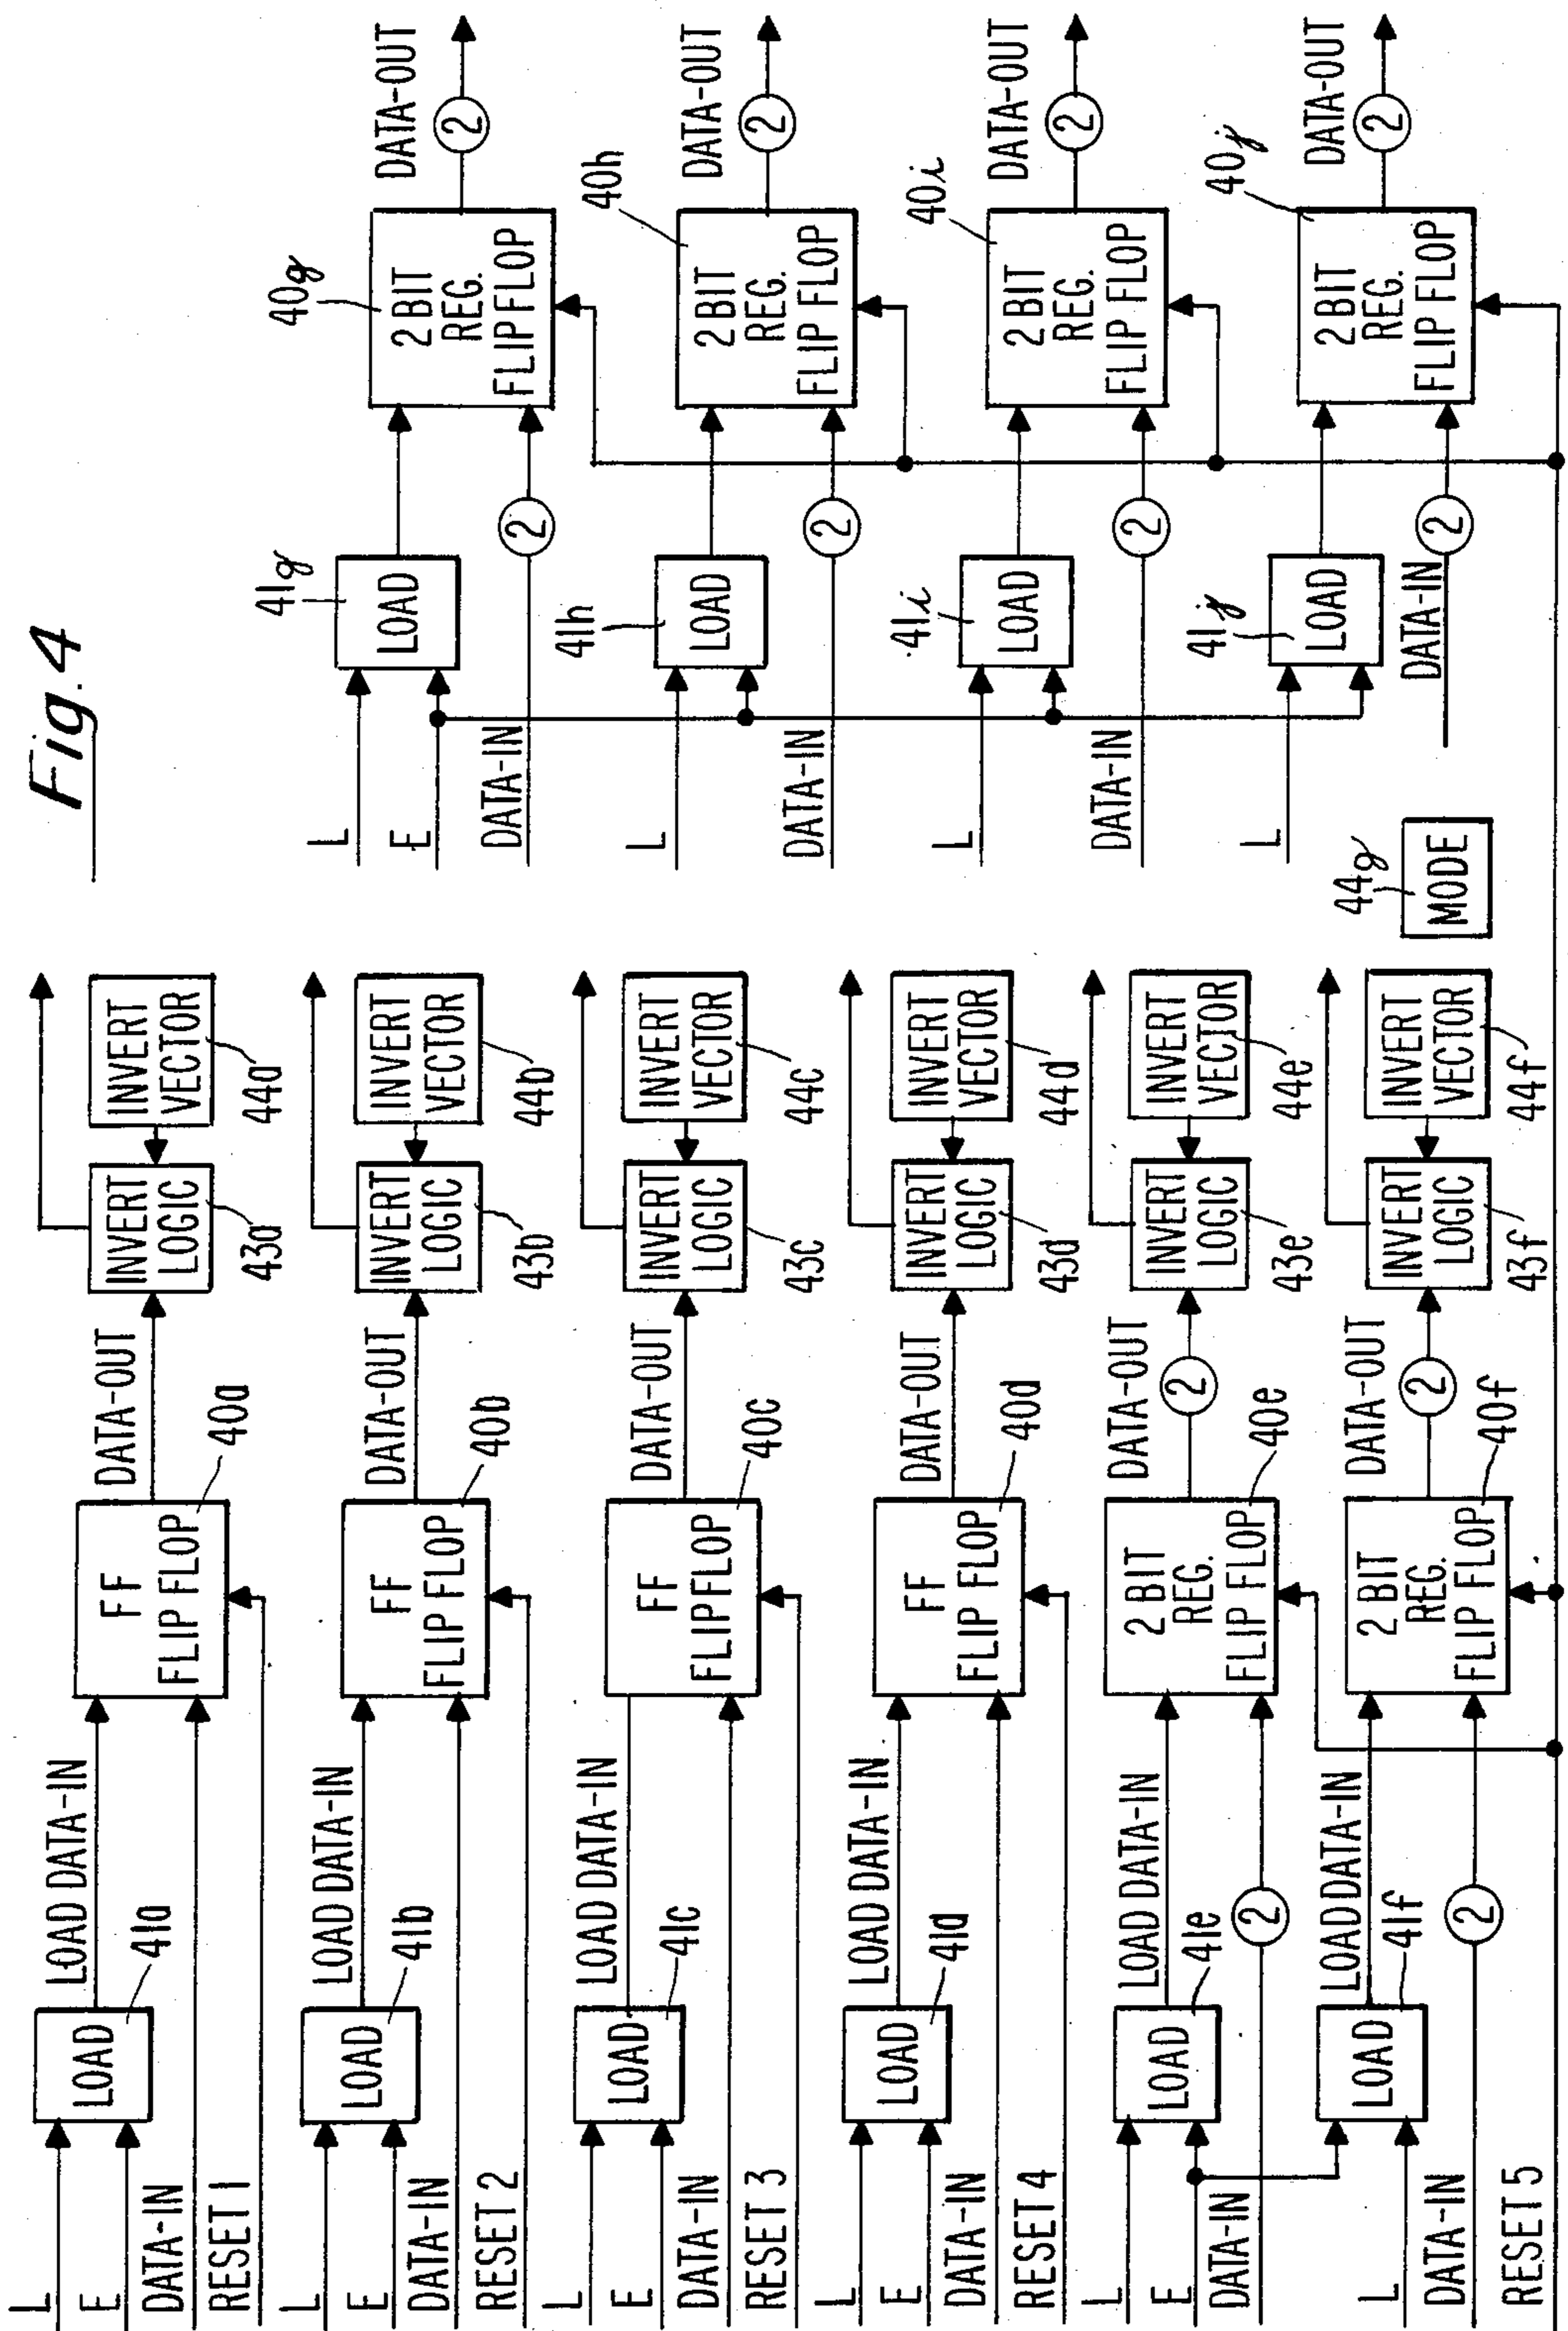 Fig. 4
L
E
DATA-IN
RESET 1
LOAD
41a
LOAD DATA-IN
FF
FLIP FLOP
40a
DATA-OUT
INVERT
LOGIC
43a
INVERT
VECTOR
44a
L
E
DATA-IN
RESET 2
LOAD
41b
LOAD DATA-IN
FF
FLIP FLOP
40b
DATA-OUT
INVERT
LOGIC
43b
INVERT
VECTOR
44b
L
E
DATA-IN
RESET 3
LOAD
41c
LOAD DATA-IN
FF
FLIP FLOP
40c
DATA-OUT
INVERT
LOGIC
43c
INVERT
VECTOR
44c
L
E
DATA-IN
RESET 4
LOAD
41d
LOAD DATA-IN
FF
FLIP FLOP
40d
DATA-OUT
INVERT
LOGIC
43d
INVERT
VECTOR
44d
L
E
DATA-IN
2
LOAD
41e
LOAD DATA-IN
2 BIT
REG.
FLIP FLOP
40e
DATA-OUT
2
INVERT
LOGIC
43e
INVERT
VECTOR
44e
L
DATA-IN
2
RESET 5
LOAD
41f
LOAD DATA-IN
2 BIT
REG.
FLIP FLOP
40f
DATA-OUT
2
INVERT
LOGIC
43f
INVERT
VECTOR
44f
44g
MODE
L
E
DATA-IN
2
41g
LOAD
40g
2 BIT
REG.
FLIP FLOP
DATA-OUT
2
L
DATA-IN
2
41h
LOAD
40h
2 BIT
REG.
FLIP FLOP
DATA-OUT
2
L
DATA-IN
2
41i
LOAD
40i
2 BIT
REG.
FLIP FLOP
DATA-OUT
2
L
DATA-IN
2
41j
LOAD
40j
2 BIT
REG.
FLIP FLOP
DATA-OUT
2